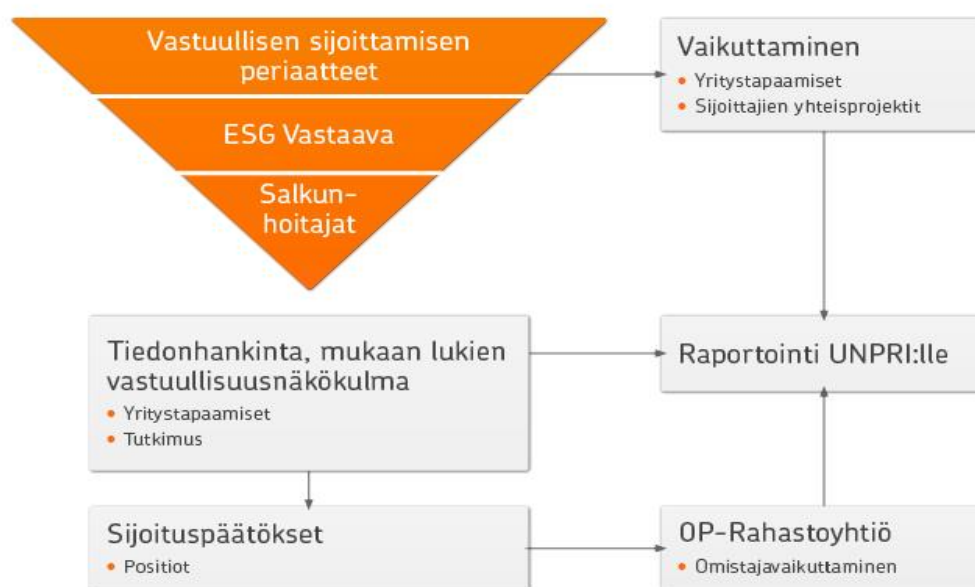 Vastuullisen sijoittamisen
periaatteet
ESG Vastaava
Salkun-
hoitajat
Vaikuttaminen
• Yritystapaamiset
• Sijoittajien yhteisprojektit
Tiedonhankinta, mukaan lukien
vastuullisuusnäkökulma
• Yritystapaamiset
• Tutkimus
Raportointi UNPRI:lle
Sijoituspäätökset
• Positiot
OP-Rahastoyhtiö
• Omistajavaikuttaminen